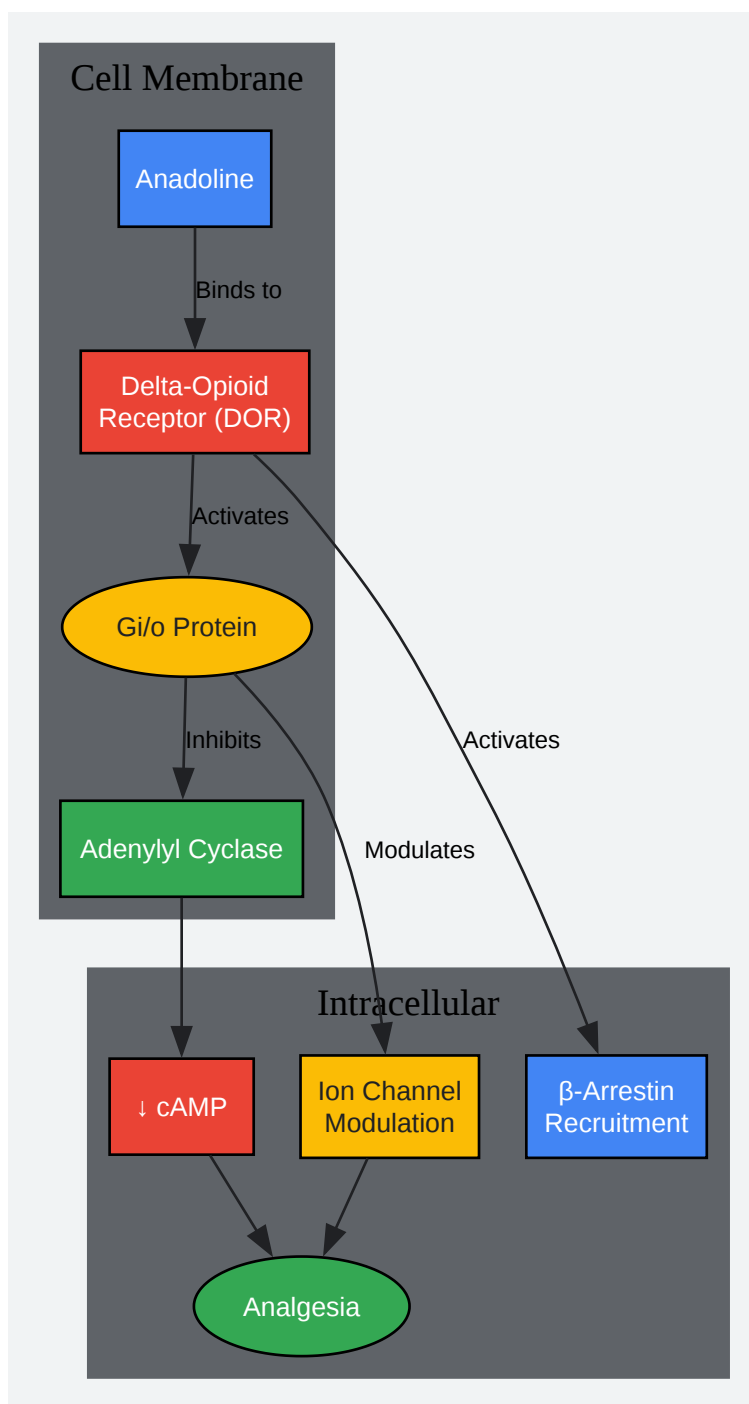 Cell Membrane
Anadoline
Binds to
Delta-Opioid
Receptor (DOR)
Activates
Gi/o Protein
Inhibits
Activates
Adenylyl Cyclase
Modulates
Intracellular
↓ cAMP
Ion Channel
Modulation
β-Arrestin
Recruitment
Analgesia